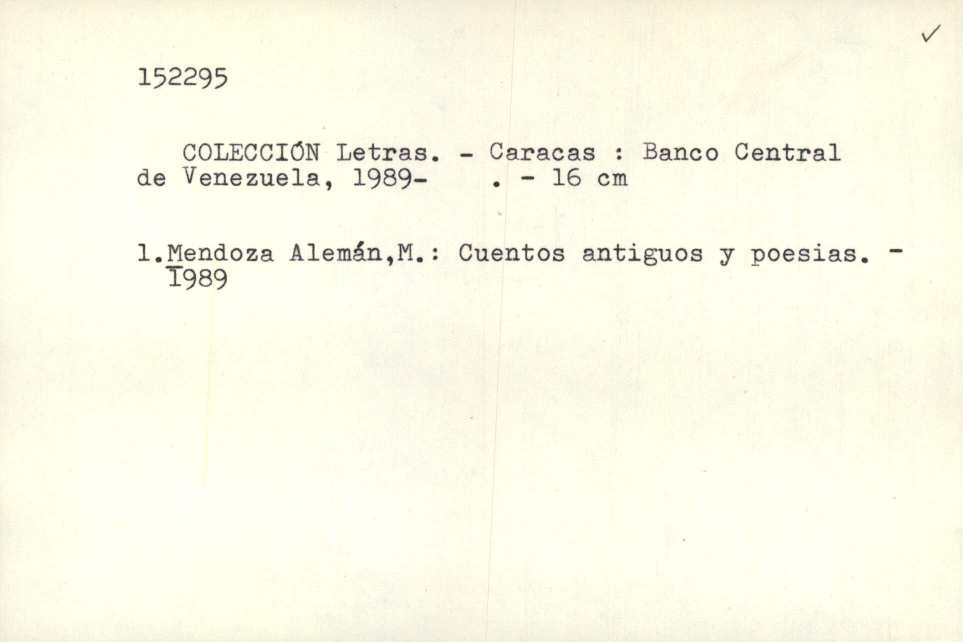 152295
COLECCIÓN Letras. - Caracas : Banco Central
de Venezuela, 1989-    . - 16 cm
1.Mendoza Alemán,M.: Cuentos antiguos y poesias. -
1989